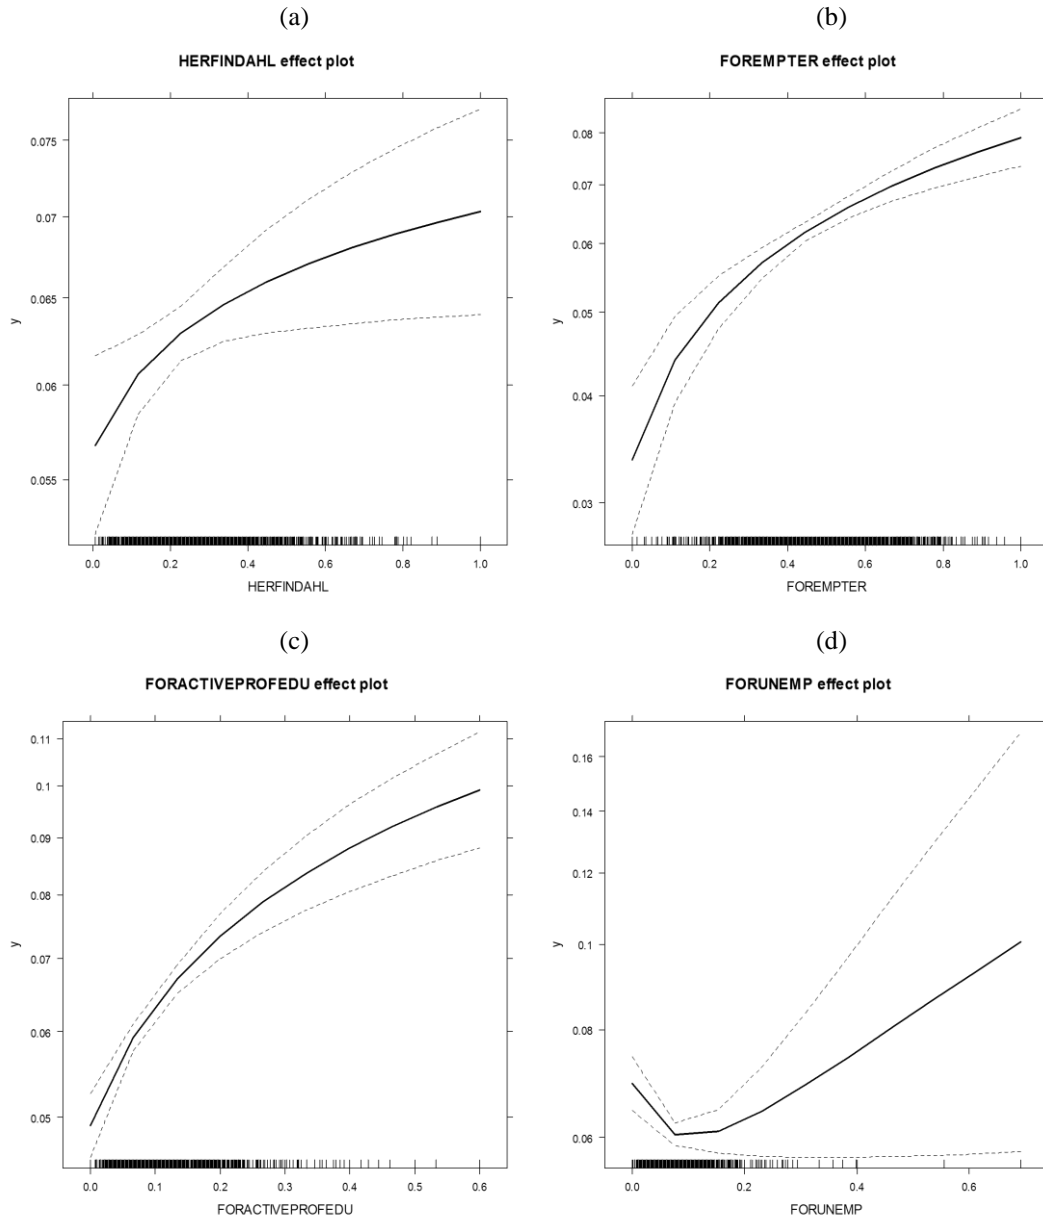 (a)
HERFINDAHL effect plot
0.075
0.07
0.065
0.06
0.055
y
0.0 0.2 0.4 0.6 0.8 1.0
HERFINDAHL
(b)
FOREMPTER effect plot
0.08
0.07
0.06
0.05
0.04
0.03
y
0.0 0.2 0.4 0.6 0.8 1.0
FOREMPTER
(c)
FORACTIVEPROFEDU effect plot
0.11
0.1
0.09
0.08
0.07
0.06
0.05
y
0.0 0.1 0.2 0.3 0.4 0.5 0.6
FORACTIVEPROFEDU
(d)
FORUNEMP effect plot
0.16
0.14
0.12
0.1
0.08
0.06
y
0.0 0.2 0.4 0.6
FORUNEMP